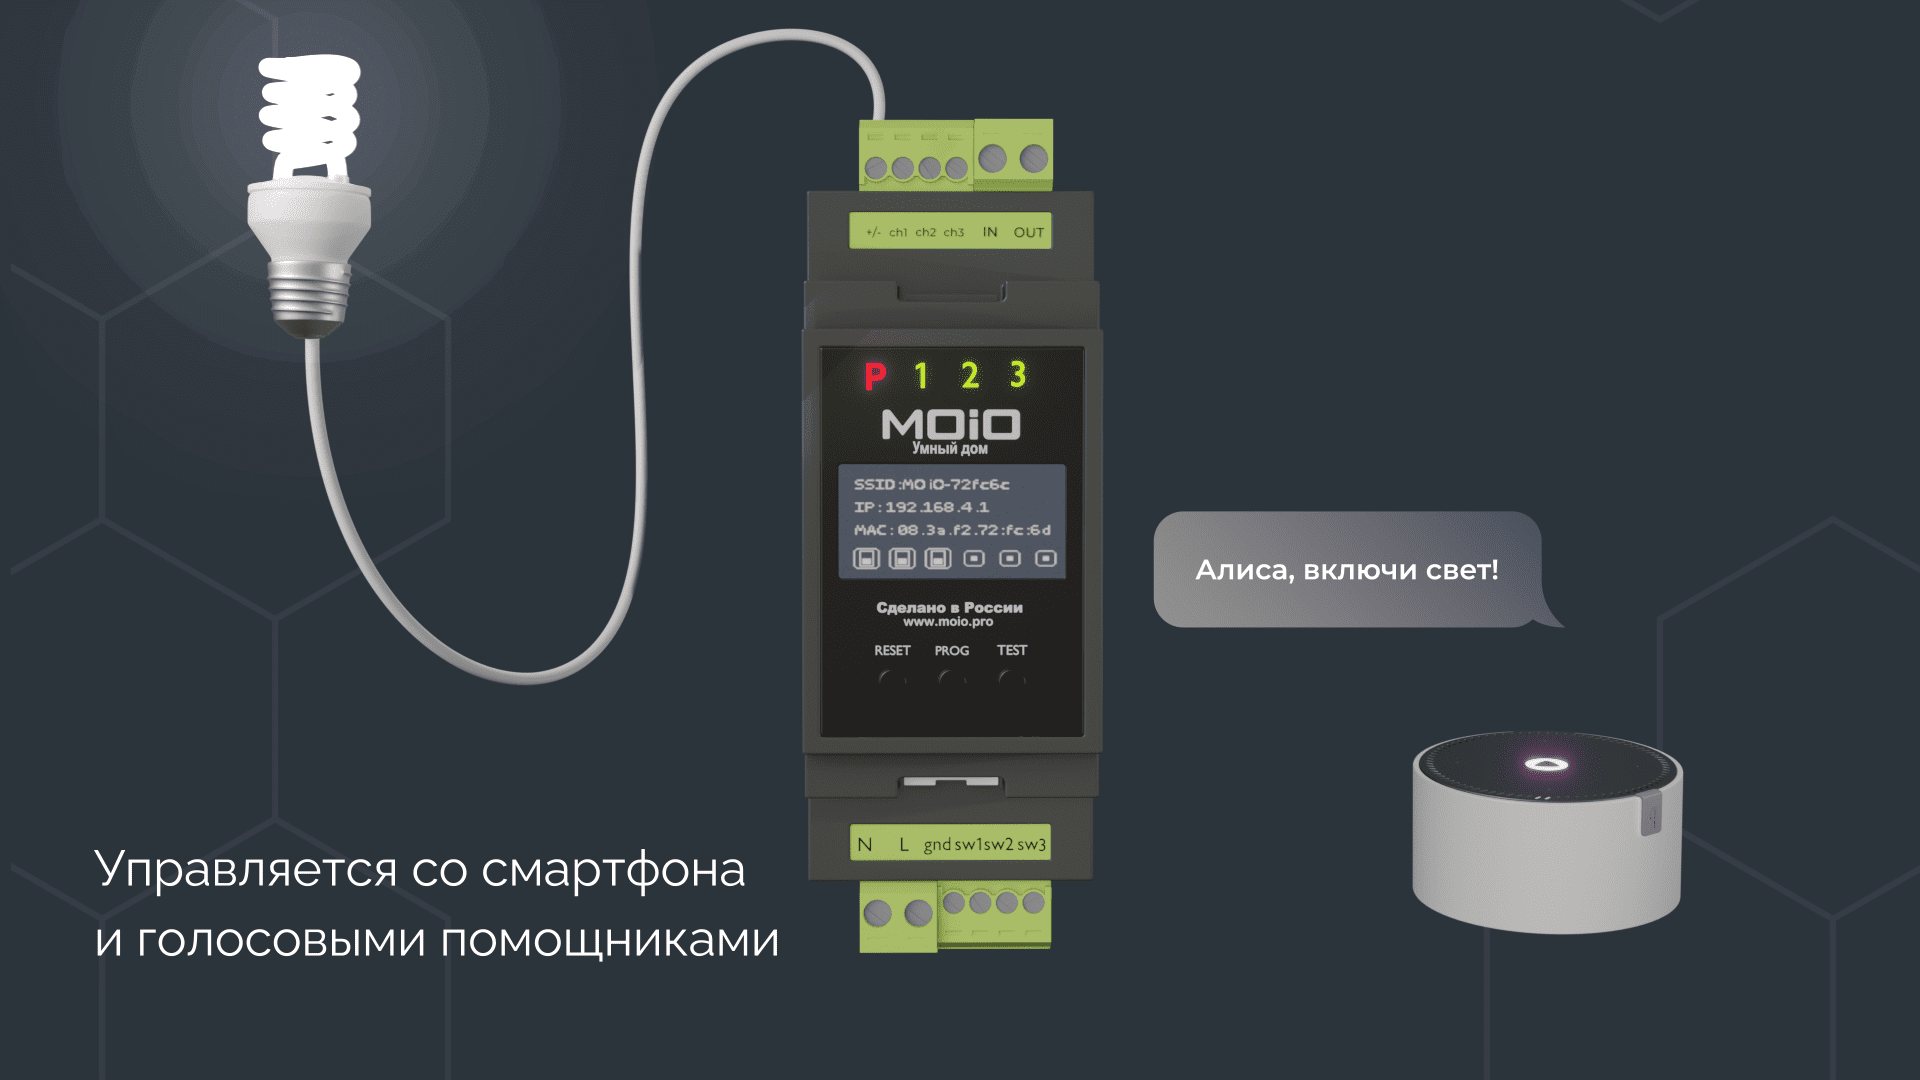 +/- ch1 ch2 ch3 IN OUT
P 1 2 3
MOiO
Умный дом
SSID:MOiO-72fc6c
IP:192.168.4.1
MAC:08.3a.f2.72:fc:6d
Сделано в России
www.moio.pro
RESET PROG TEST
N L gnd sw1 sw2 sw3
Алиса, включи свет!
Управляется со смартфона
и голосовыми помощниками